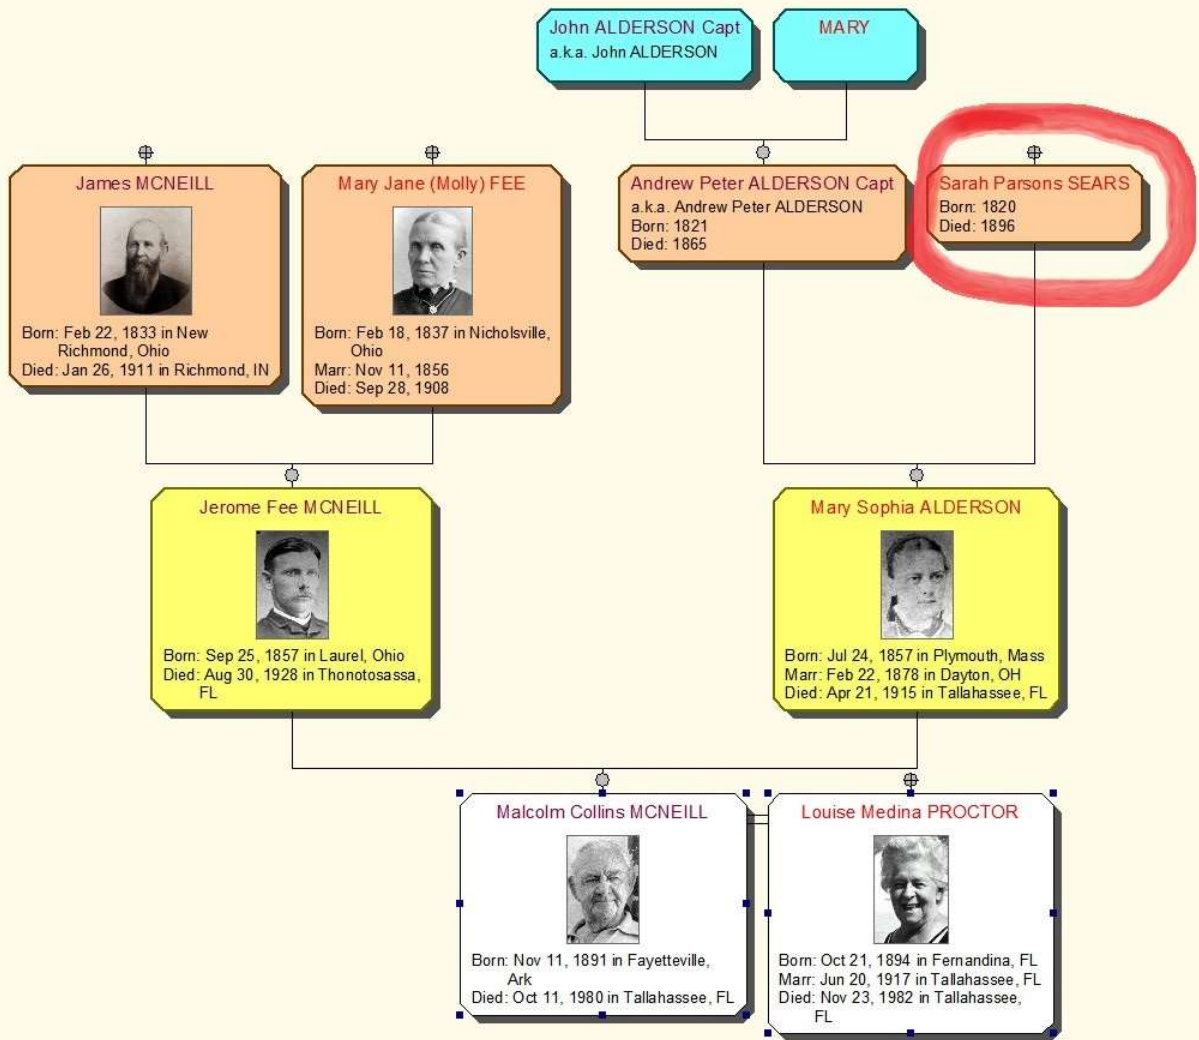 John ALDERSON Capt
a.k.a. John ALDERSON
MARY
James MCNEILL
Born: Feb 22, 1833 in New
Richmond, Ohio
Died: Jan 26, 1911 in Richmond, IN
Mary Jane (Molly) FEE
Born: Feb 18, 1837 in Nicholsville,
Ohio
Marr: Nov 11, 1856
Died: Sep 28, 1908
Andrew Peter ALDERSON Capt
a.k.a. Andrew Peter ALDERSON
Born: 1821
Died: 1865
Sarah Parsons SEARS
Born: 1820
Died: 1896
Jerome Fee MCNEILL
Born: Sep 25, 1857 in Laurel, Ohio
Died: Aug 30, 1928 in Thonotosassa,
FL
Mary Sophia ALDERSON
Born: Jul 24, 1857 in Plymouth, Mass
Marr: Feb 22, 1878 in Dayton, OH
Died: Apr 21, 1915 in Tallahassee, FL
Malcolm Collins MCNEILL
Born: Nov 11, 1891 in Fayetteville,
Ark
Died: Oct 11, 1980 in Tallahassee, FL
Louise Medina PROCTOR
Born: Oct 21, 1894 in Fernandina, FL
Marr: Jun 20, 1917 in Tallahassee, FL
Died: Nov 23, 1982 in Tallahassee,
FL